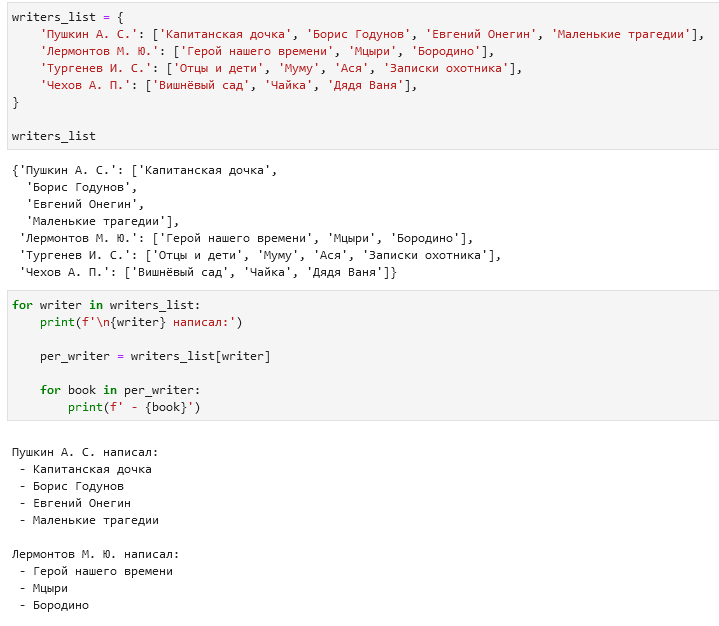 writers_list = {
    'Пушкин А. С.': ['Капитанская дочка', 'Борис Годунов', 'Евгений Онегин', 'Маленькие трагедии'],
    'Лермонтов М. Ю.': ['Герой нашего времени', 'Мцыри', 'Бородино'],
    'Тургенев И. С.': ['Отцы и дети', 'Муму', 'Ася', 'Записки охотника'],
    'Чехов А. П.': ['Вишнёвый сад', 'Чайка', 'Дядя Ваня'],
}

writers_list

{'Пушкин А. С.': ['Капитанская дочка',
  'Борис Годунов',
  'Евгений Онегин',
  'Маленькие трагедии'],
 'Лермонтов М. Ю.': ['Герой нашего времени', 'Мцыри', 'Бородино'],
 'Тургенев И. С.': ['Отцы и дети', 'Муму', 'Ася', 'Записки охотника'],
 'Чехов А. П.': ['Вишнёвый сад', 'Чайка', 'Дядя Ваня']}

for writer in writers_list:
    print(f'\n{writer} написал:')

    per_writer = writers_list[writer]

    for book in per_writer:
        print(f' - {book}')

Пушкин А. С. написал:
 - Капитанская дочка
 - Борис Годунов
 - Евгений Онегин
 - Маленькие трагедии

Лермонтов М. Ю. написал:
 - Герой нашего времени
 - Мцыри
 - Бородино